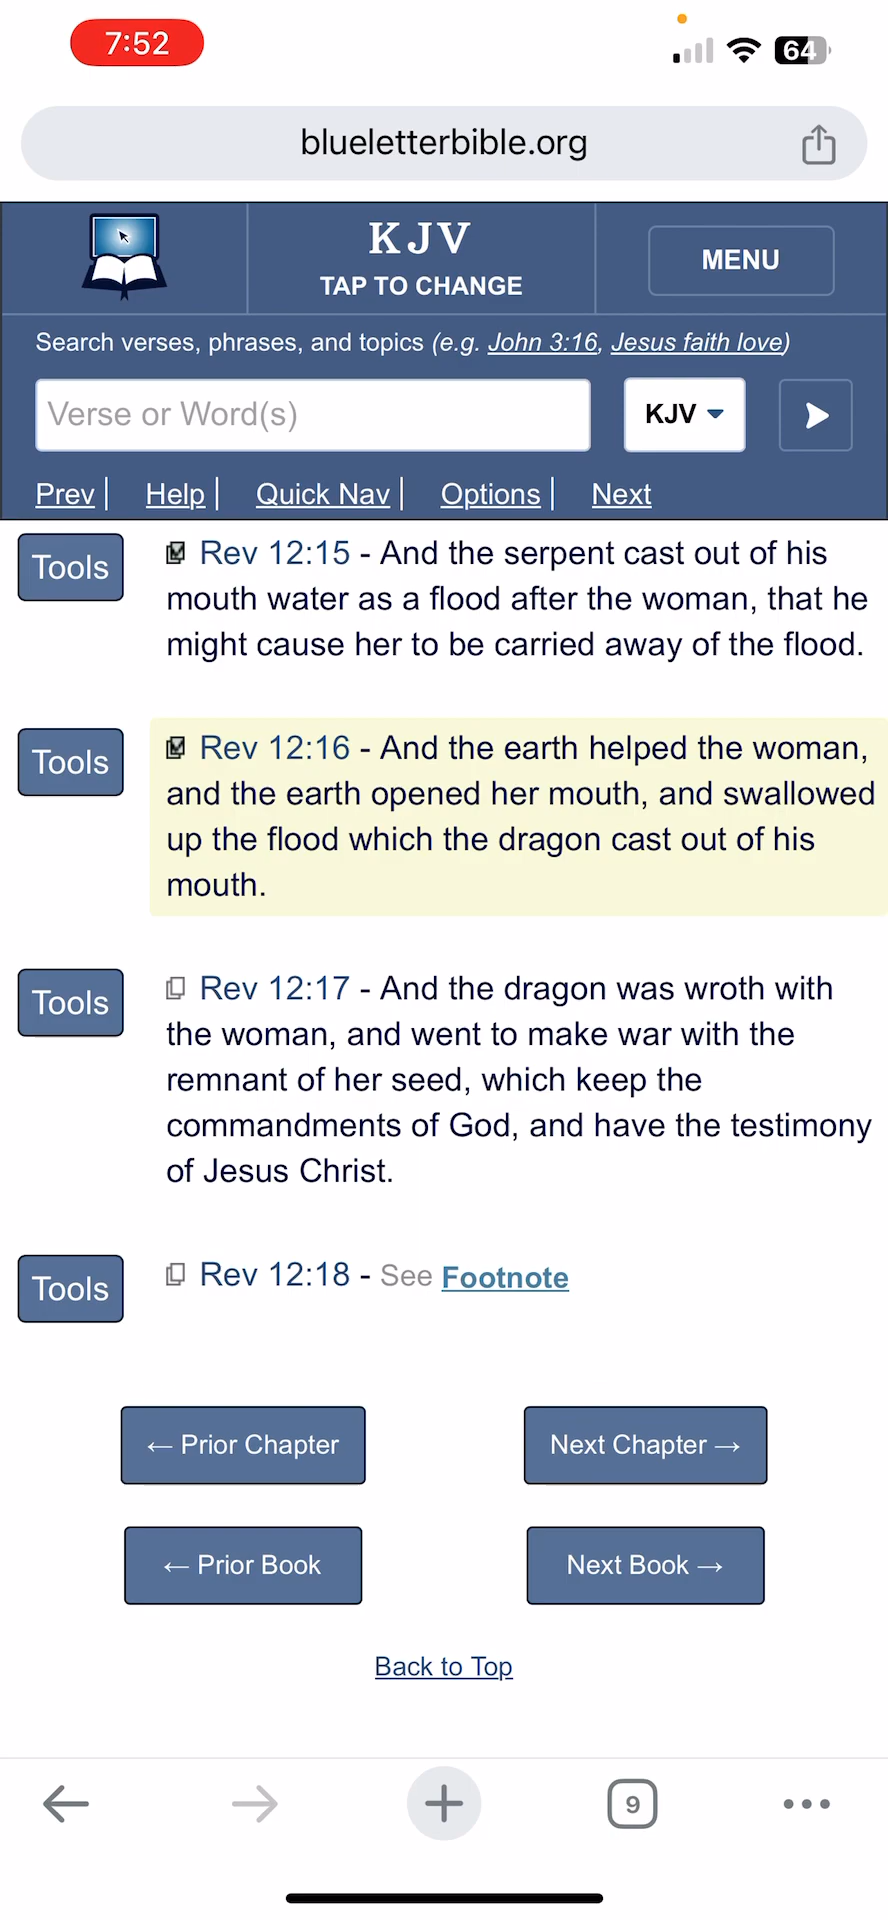 7:52
64
blueletterbible.org
KJV
TAP TO CHANGE
MENU
Search verses, phrases, and topics (e.g. John 3:16, Jesus faith love)
Verse or Word(s)
KJV
Prev | Help | Quick Nav | Options | Next
Tools
Rev 12:15 - And the serpent cast out of his
mouth water as a flood after the woman, that he
might cause her to be carried away of the flood.
Tools
Rev 12:16 - And the earth helped the woman,
and the earth opened her mouth, and swallowed
up the flood which the dragon cast out of his
mouth.
Tools
Rev 12:17 - And the dragon was wroth with
the woman, and went to make war with the
remnant of her seed, which keep the
commandments of God, and have the testimony
of Jesus Christ.
Tools
Rev 12:18 - See Footnote
← Prior Chapter
Next Chapter →
← Prior Book
Next Book →
Back to Top
9